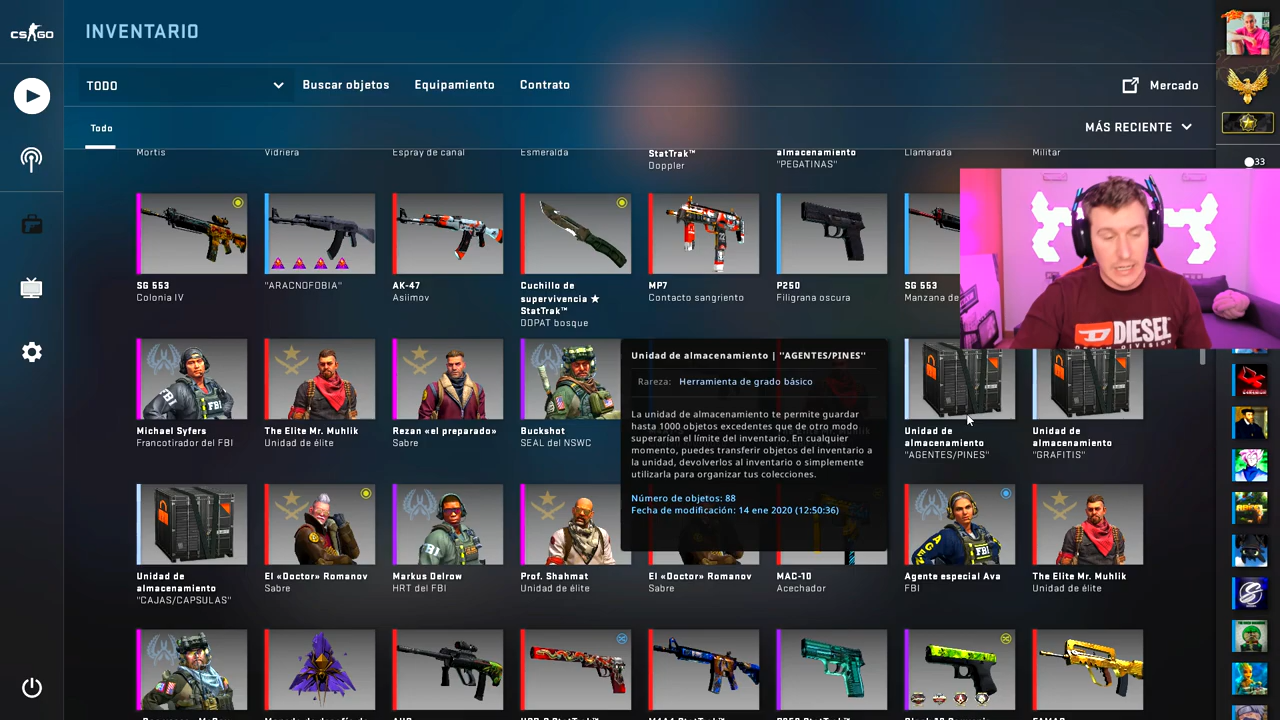 CS GO
INVENTARIO
TODO
Buscar objetos
Equipamiento
Contrato
Mercado
Todo
MÁS RECIENTE
33
Mortis
Vidriera
Espray de canal
Esmeralda
StatTrak™
Doppler
almacenamiento
"PEGATINAS"
Llamarada
Militar
SG 553
Colonia IV
"ARACNOFOBIA"
AK-47
Asiimov
Cuchillo de
supervivencia ★
StatTrak™
DDPAT bosque
MP7
Contacto sangriento
P250
Filigrana oscura
SG 553
Manzana de
DIESEL
Michael Syfers
Francotirador del FBI
The Elite Mr. Muhlik
Unidad de élite
Rezan «el preparado»
Sabre
Buckshot
SEAL del NSWC
Unidad de almacenamiento | "AGENTES/PINES"
Rareza: Herramienta de grado básico
La unidad de almacenamiento te permite guardar
hasta 1000 objetos excedentes que de otro modo
superarían el límite del inventario. En cualquier
momento, puedes transferir objetos del inventario a
la unidad, devolverlos al inventario o simplemente
utilizarla para organizar tus colecciones.
Número de objetos: 88
Fecha de modificación: 14 ene 2020 (12:50:36)
Unidad de
almacenamiento
"AGENTES/PINES"
Unidad de
almacenamiento
"GRAFITIS"
Unidad de
almacenamiento
"CAJAS/CAPSULAS"
El «Doctor» Romanov
Sabre
Markus Delrow
HRT del FBI
Prof. Shahmat
Unidad de élite
El «Doctor» Romanov
Sabre
MAC-10
Acechador
FBI
Agente especial Ava
FBI
The Elite Mr. Muhlik
Unidad de élite